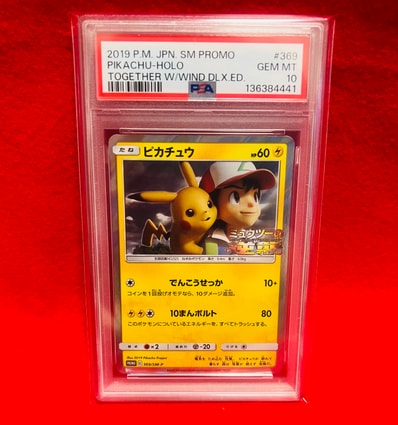 2019 P.M. JPN. SM PROMO #369
PIKACHU-HOLO GEM MT
TOGETHER W/WIND DLX ED. 10
PSA 136384441
たね ピカチュウ HP60
でんこうせっか 10+
コインを1回投げオモテなら、10ダメージ追加。
10まんボルト 80
このポケモンについているエネルギーを、すべてトラッシュする。
×2 -20
PROMO 369/SM-P